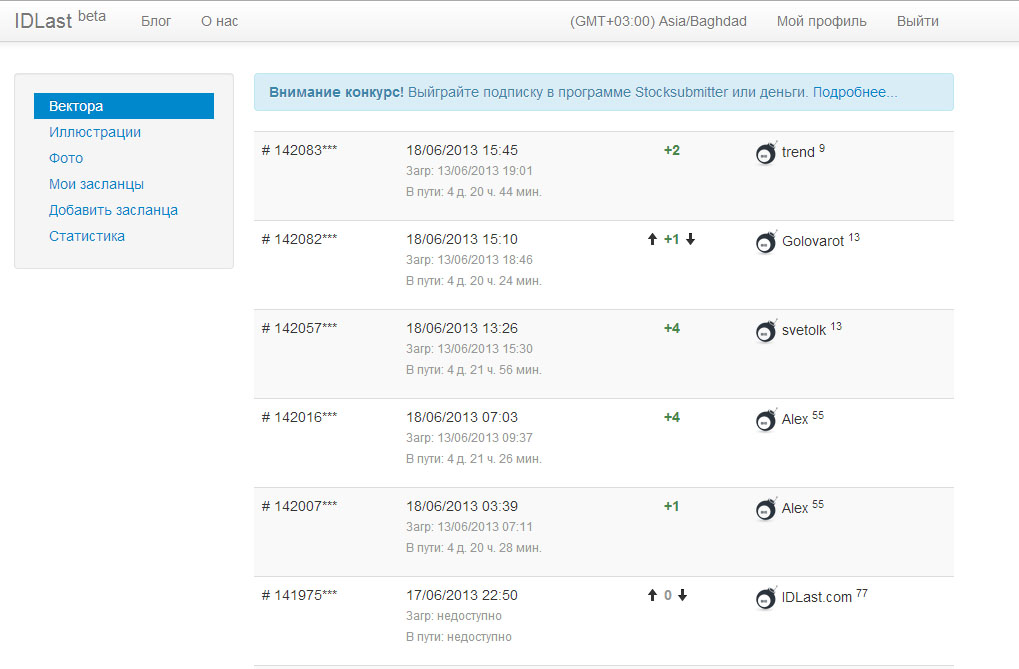 IDLast beta Блог О нас (GMT+03:00) Asia/Baghdad Мой профиль Выйти
Вектора
Иллюстрации
Фото
Мои засланцы
Добавить засланца
Статистика
Внимание конкурс! Выйграйте подписку в программе Stocksubmitter или деньги. Подробнее...
# 142083*** 18/06/2013 15:45 +2 trend 9
Загр: 13/06/2013 19:01
В пути: 4 д. 20 ч. 44 мин.
# 142082*** 18/06/2013 15:10 +1 Golovarot 13
Загр: 13/06/2013 18:46
В пути: 4 д. 20 ч. 24 мин.
# 142057*** 18/06/2013 13:26 +4 svetolk 13
Загр: 13/06/2013 15:30
В пути: 4 д. 21 ч. 56 мин.
# 142016*** 18/06/2013 07:03 +4 Alex 55
Загр: 13/06/2013 09:37
В пути: 4 д. 21 ч. 26 мин.
# 142007*** 18/06/2013 03:39 +1 Alex 55
Загр: 13/06/2013 07:11
В пути: 4 д. 20 ч. 28 мин.
# 141975*** 17/06/2013 22:50 0 IDLast.com 77
Загр: недоступно
В пути: недоступно